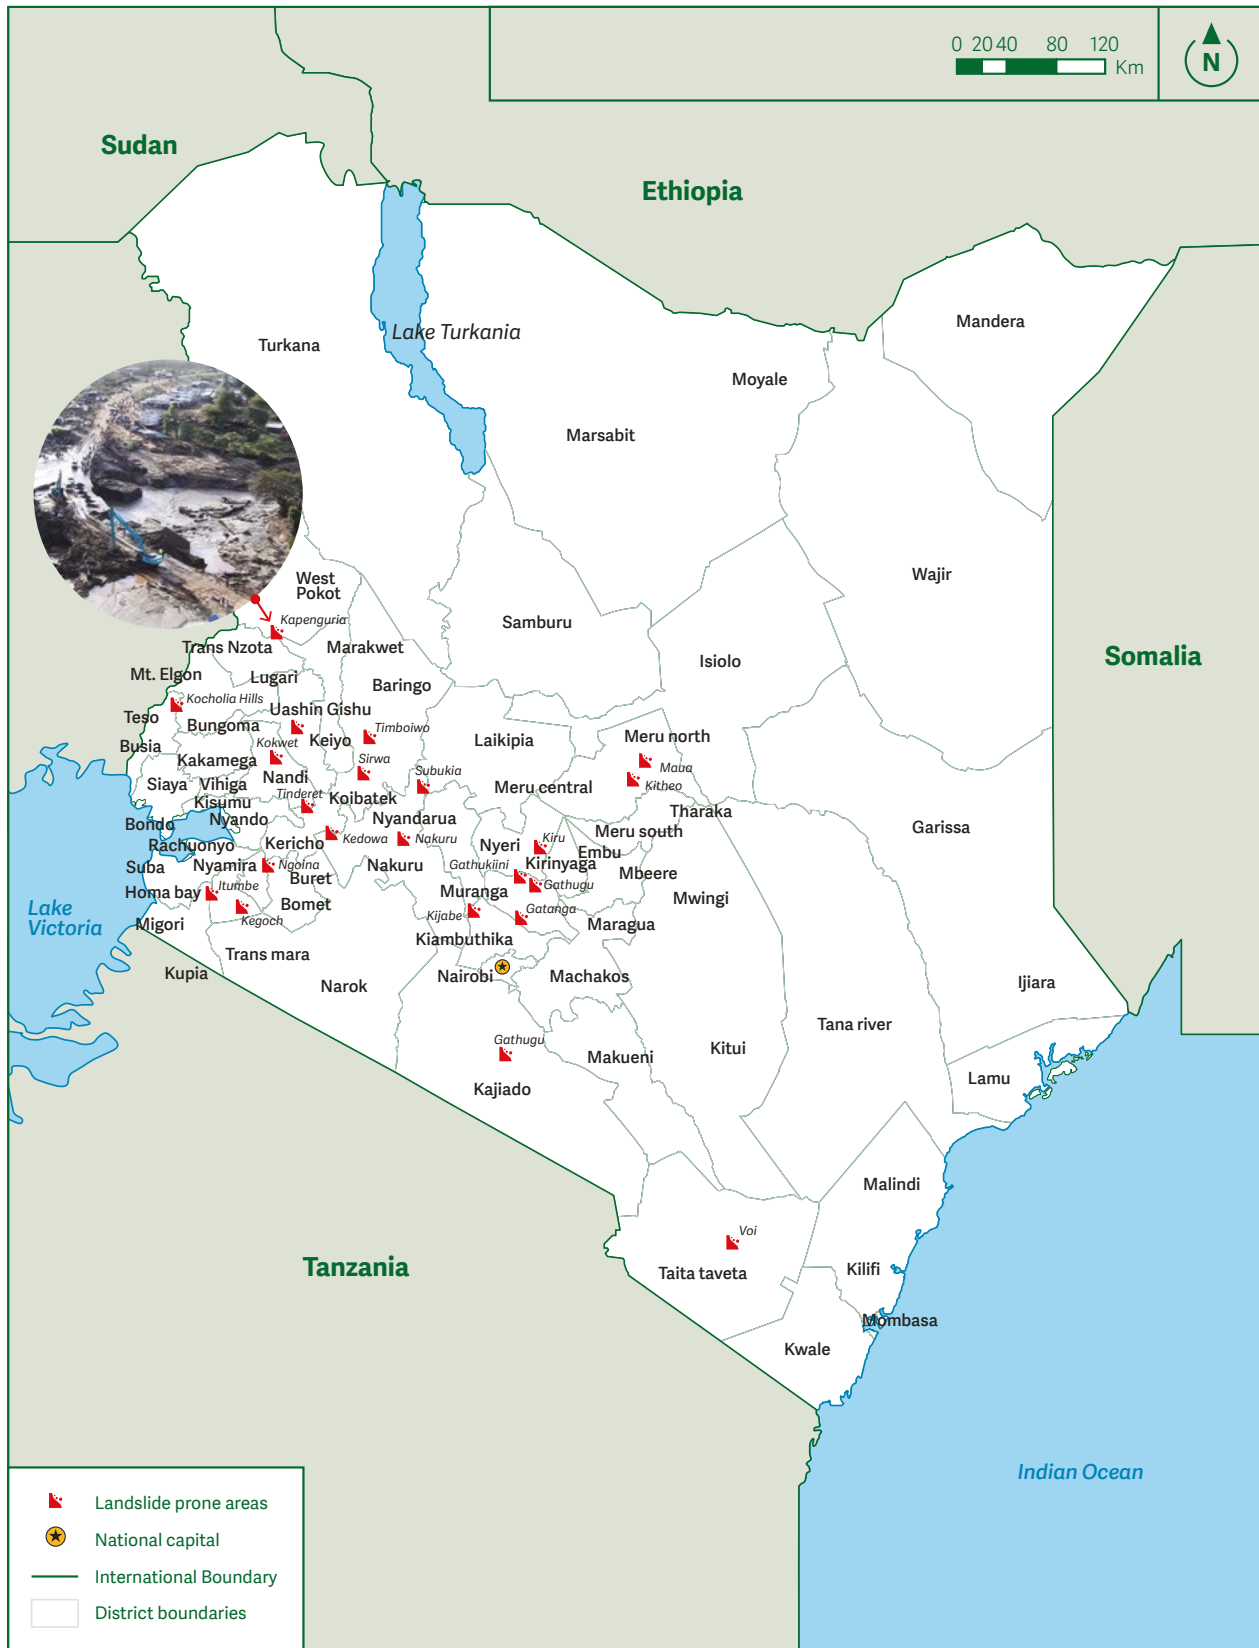 0 20 40 80 120
Km
N
Sudan
Ethiopia
Mandera
Lake Turkania
Turkana
Moyale
Marsabit
Wajir
West
Pokot
Kapenguria
Samburu
Trans Nzota
Marakwet
Somalia
Isiolo
Mt. Elgon
Lugari
Baringo
Kocholia Hills
Uashin Gishu
Teso
Bungoma
Timboiwo
Kokwet
Keiyo
Laikipia
Meru north
Busia
Kakamega
Sirwa
Maua
Subukia
Nandi
Siaya
Vihiga
Meru central
Kitheo
Tinderet
Koibatek
Kisumu
Tharaka
Nyando
Nyandarua
Bondo
Garissa
Meru south
Rachuonyo
Kericho
Kedowa
Nakuru
Nyeri
Kiru
Embu
Suba
Nyamira
Ngoina
Nakuru
Gathukiini
Kirinyaga
Mbeere
Buret
Itumbe
Gathugu
Homa bay
Muranga
Mwingi
Bomet
Lake
Victoria
Kegoch
Kijabe
Gatanga
Migori
Maragua
Kiambuthika
Trans mara
Kupia
Nairobi
Machakos
Narok
Ijiara
Tana river
Gathugu
Kitui
Makueni
Lamu
Kajiado
Malindi
Voi
Tanzania
Taita taveta
Kilifi
Mombasa
Kwale
Indian Ocean
Landslide prone areas
National capital
International Boundary
District boundaries